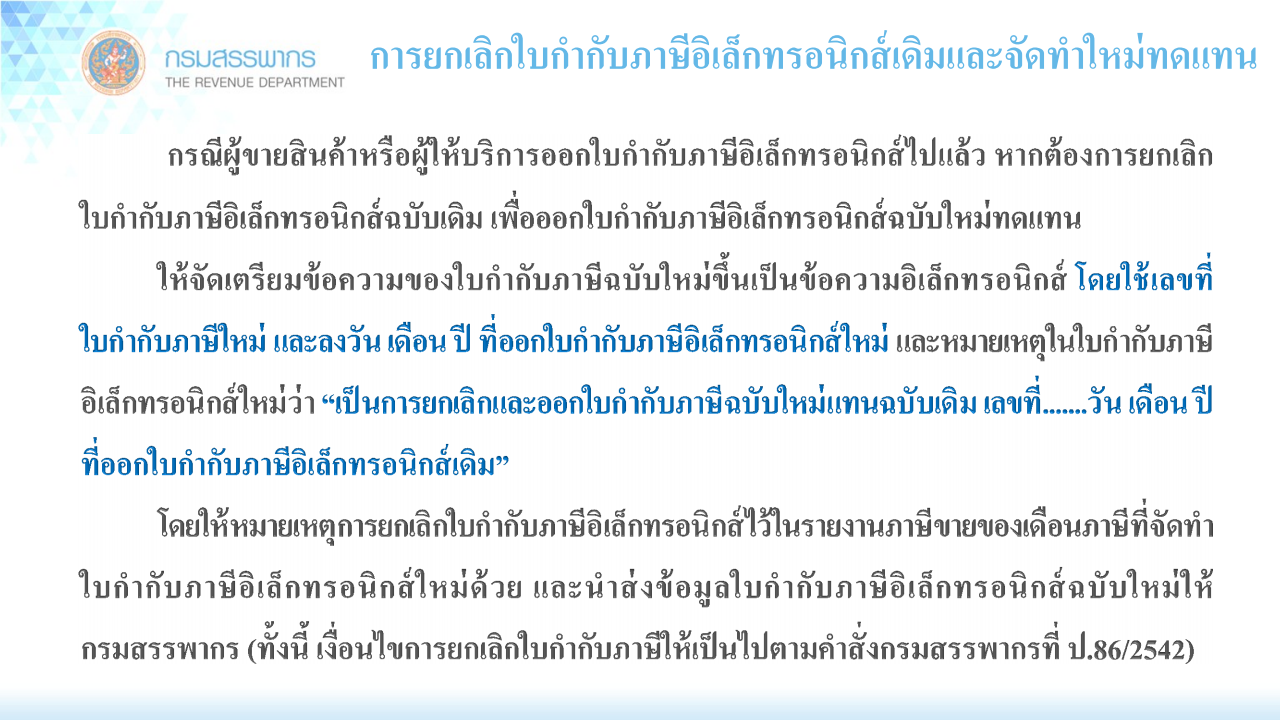 กรมสรรพากร
THE REVENUE DEPARTMENT
การยกเลิกใบกำกับภาษีอิเล็กทรอนิกส์เดิมและจัดทำใหม่ทดแทน
กรณีผู้ขายสินค้าหรือผู้ให้บริการออกใบกำกับภาษีอิเล็กทรอนิกส์ไปแล้ว หากต้องการยกเลิก
ใบกำกับภาษีอิเล็กทรอนิกส์ฉบับเดิม เพื่อออกใบกำกับภาษีอิเล็กทรอนิกส์ฉบับใหม่ทดแทน
ให้จัดเตรียมข้อความของใบกำกับภาษีฉบับใหม่ขึ้นเป็นข้อความอิเล็กทรอนิกส์ โดยใช้เลขที่
ใบกำกับภาษีใหม่ และลงวัน เดือน ปี ที่ออกใบกำกับภาษีอิเล็กทรอนิกส์ใหม่ และหมายเหตุในใบกำกับภาษี
อิเล็กทรอนิกส์ใหม่ว่า “เป็นการยกเลิกและออกใบกำกับภาษีฉบับใหม่แทนฉบับเดิม เลขที่.......วัน เดือน ปี
ที่ออกใบกำกับภาษีอิเล็กทรอนิกส์เดิม”
โดยให้หมายเหตุการยกเลิกใบกำกับภาษีอิเล็กทรอนิกส์ไว้ในรายงานภาษีขายของเดือนภาษีที่จัดทำ
ใบกำกับภาษีอิเล็กทรอนิกส์ใหม่ด้วย และนำส่งข้อมูลใบกำกับภาษีอิเล็กทรอนิกส์ฉบับใหม่ให้
กรมสรรพากร (ทั้งนี้ เงื่อนไขการยกเลิกใบกำกับภาษีให้เป็นไปตามคำสั่งกรมสรรพากรที่ ป.86/2542)